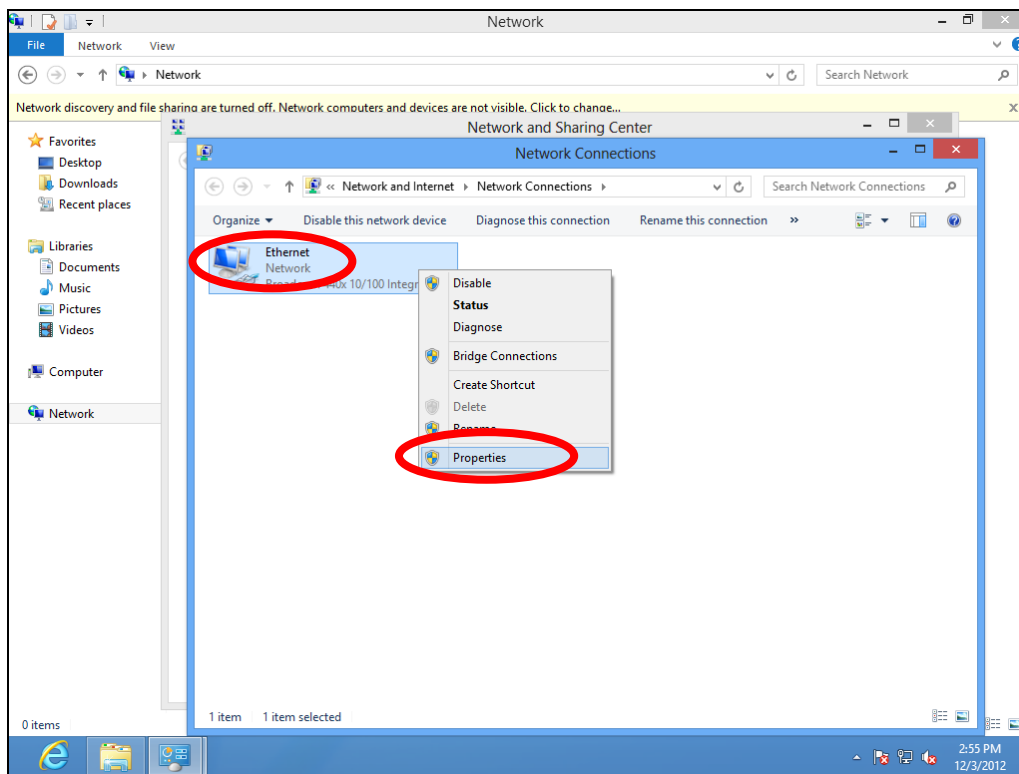 Network
File Network View
Network
Search Network
Network discovery and file sharing are turned off. Network computers and devices are not visible. Click to change...
Network and Sharing Center
Network Connections
« Network and Internet Network Connections
Search Network Connections
Organize Disable this network device Diagnose this connection Rename this connection »
Favorites
Desktop
Downloads
Recent places
Libraries
Documents
Music
Pictures
Videos
Computer
Network
Ethernet
Network
10/100 Integr
Disable
Status
Diagnose
Bridge Connections
Create Shortcut
Delete
Rename
Properties
1 item 1 item selected
0 items
2:55 PM
12/3/2012